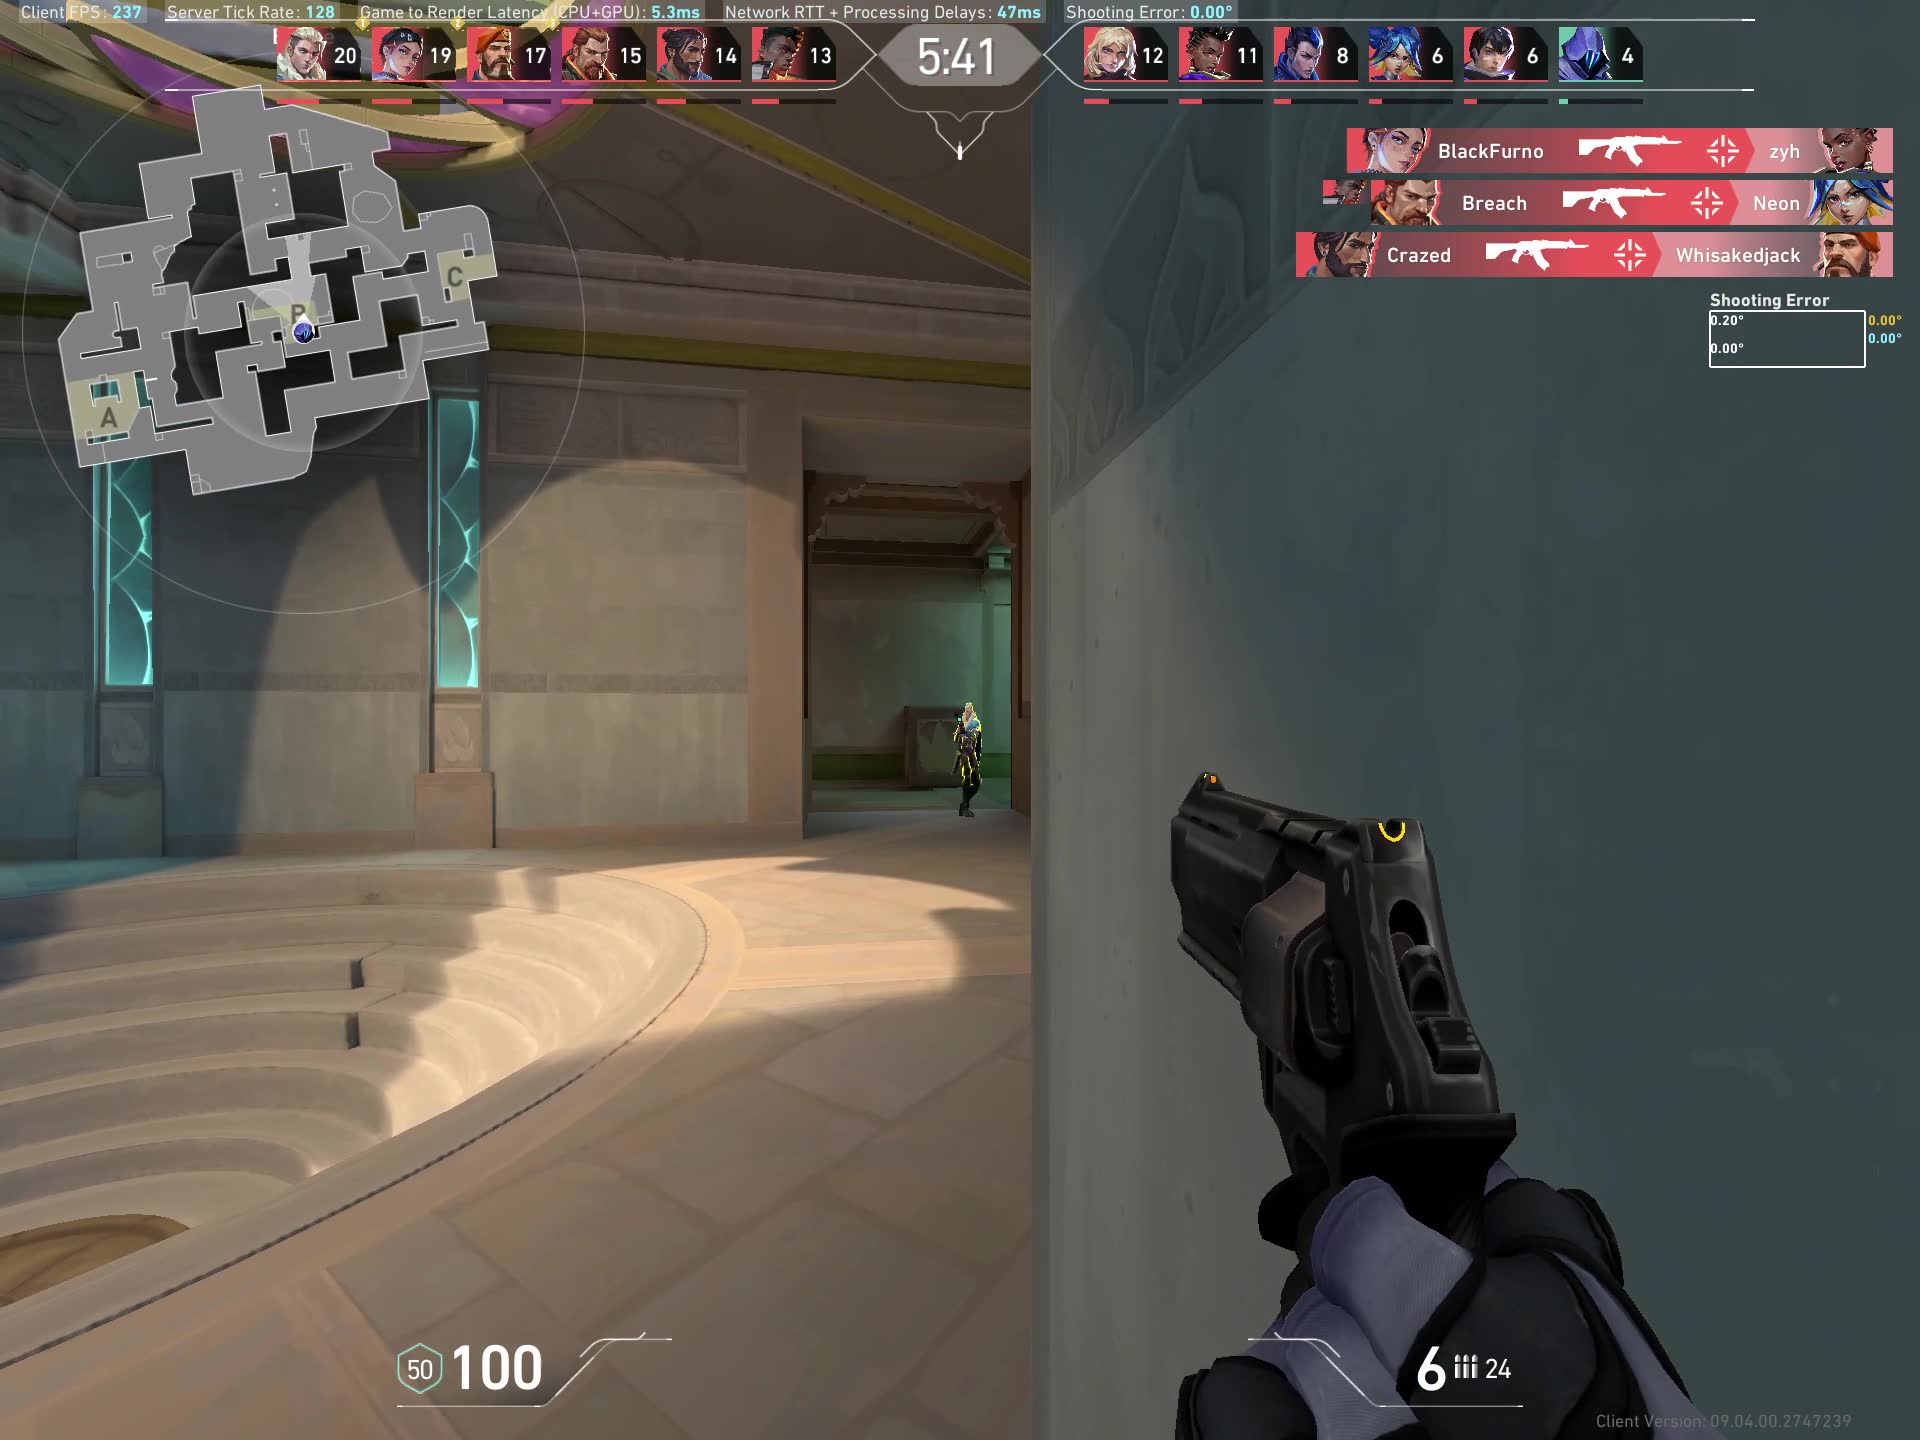 Client FPS: 237 Server Tick Rate: 128 Game to Render Latency (CPU+GPU): 5.3ms Network RTT + Processing Delays: 47ms Shooting Error: 0.00°
20 19 17 15 14 13 5:41 12 11 8 6 6 4
BlackFurno zyh
Breach Neon
Crazed Whisakedjack
Shooting Error
0.20° 0.00°
0.00°
0.00°
C
B
A
50 100
6 24
Client Version: 09.04.00.2747239